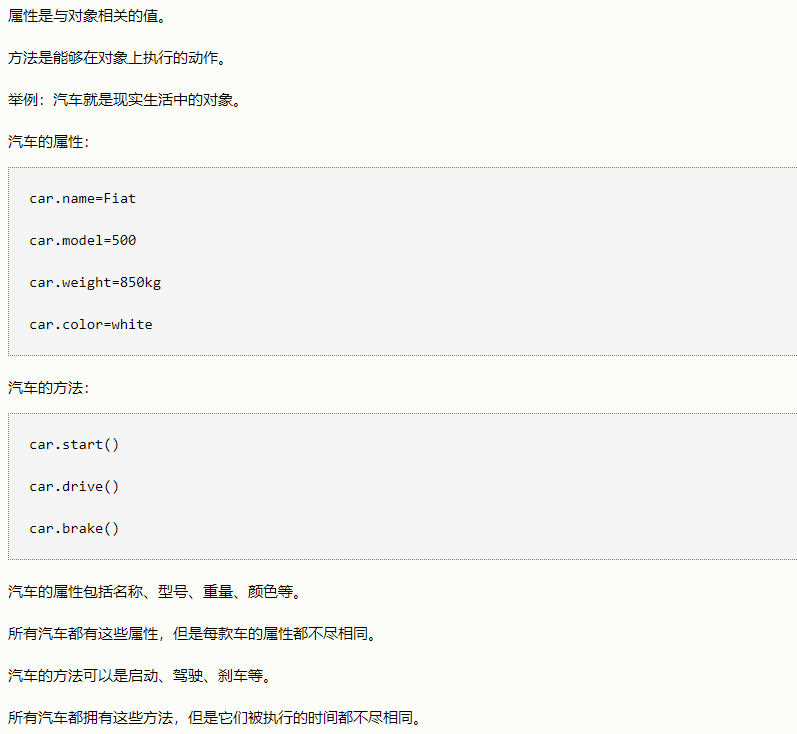 属性是与对象相关的值。
方法是能够在对象上执行的动作。
举例：汽车就是现实生活中的对象。
汽车的属性：
car.name=Fiat
car.model=500
car.weight=850kg
car.color=white
汽车的方法：
car.start()
car.drive()
car.brake()
汽车的属性包括名称、型号、重量、颜色等。
所有汽车都有这些属性，但是每款车的属性都不尽相同。
汽车的方法可以是启动、驾驶、刹车等。
所有汽车都拥有这些方法，但是它们被执行的时间都不尽相同。